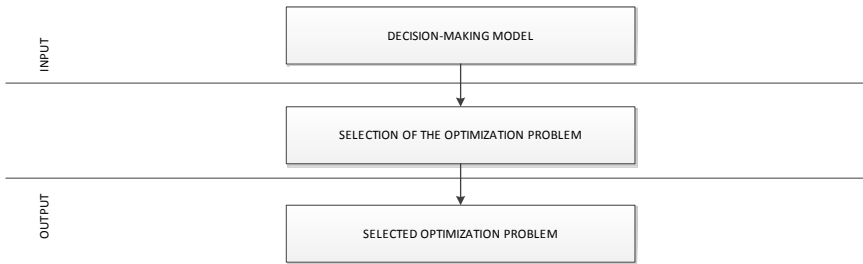 INPUT
DECISION-MAKING MODEL
SELECTION OF THE OPTIMIZATION PROBLEM
OUTPUT
SELECTED OPTIMIZATION PROBLEM